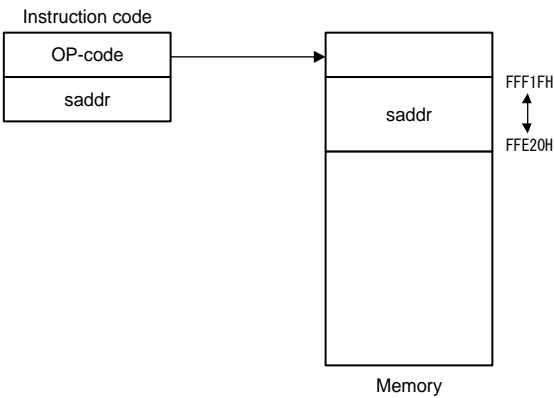 Instruction code
OP-code
saddr
saddr
FFF1FH
FFE20H
Memory